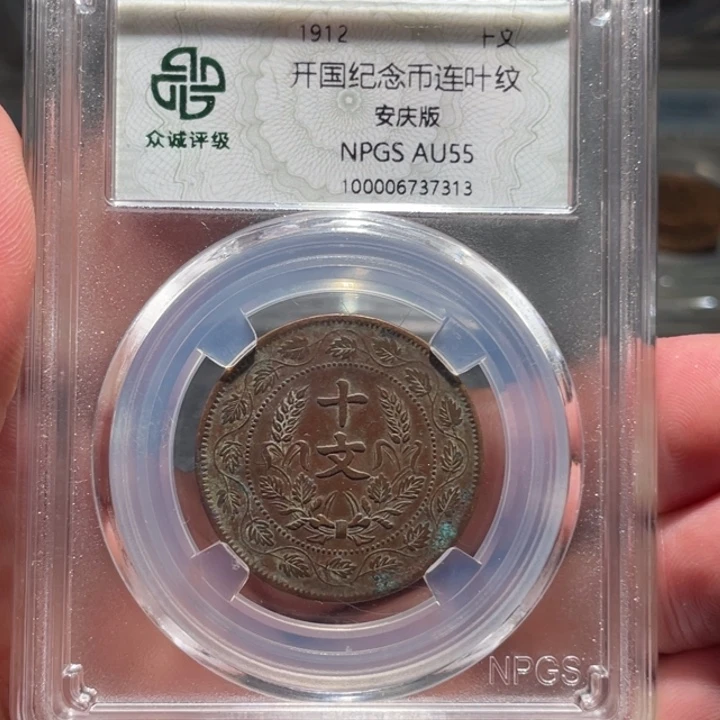 1912 十文
开国纪念币连叶纹
安庆版
众诚评级
NPGS AU55
100006737313
十
文
NPGS